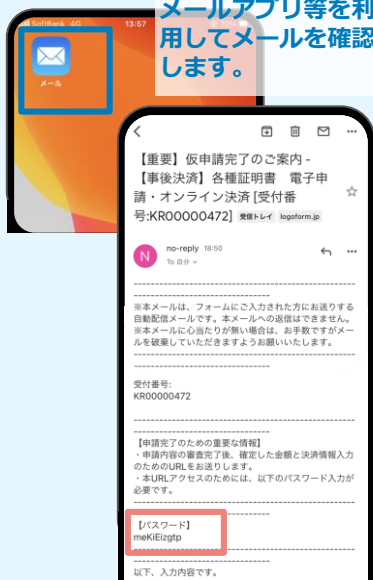 メールアプリ等を利
用してメールを確認
します。
SoftBank 4G
13:57
70%
メール
【重要】仮申請完了のご案内 -
【事後決済】各種証明書 電子申
請・オンライン決済 [受付番
号:KR00000472] 受信トレイ logoform.jp
N
no-reply 18:50
To 自分
----------------------------------------------------
--------------------------------
※本メールは、フォームにご入力された方にお送りする
自動配信メールです。本メールへの返信はできません。
※本メールに心当たりが無い場合は、お手数ですがメー
ルを破棄していただきますようお願いいたします。
----------------------------------------------------
--------------------------------
受付番号:
KR00000472
----------------------------------------------------
--------------------------------
【申請完了のための重要な情報】
・申請内容の審査完了後、確定した金額と決済情報入力
のためのURLをお送りします。
・本URLアクセスのためには、以下のパスワード入力が
必要です。
----------------------------------------------------
--------------------------------
【パスワード】
meKiEizgtp
----------------------------------------------------
--------------------------------
以下、入力内容です。